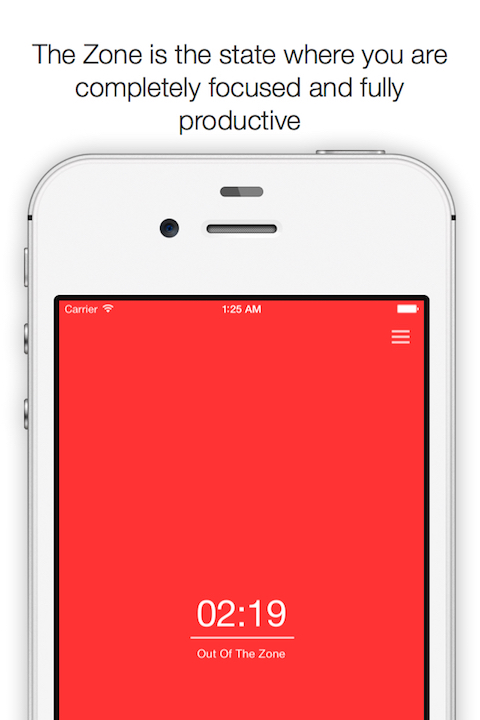 The Zone is the state where you are
completely focused and fully
productive
Carrier 1:25 AM
02:19
Out Of The Zone